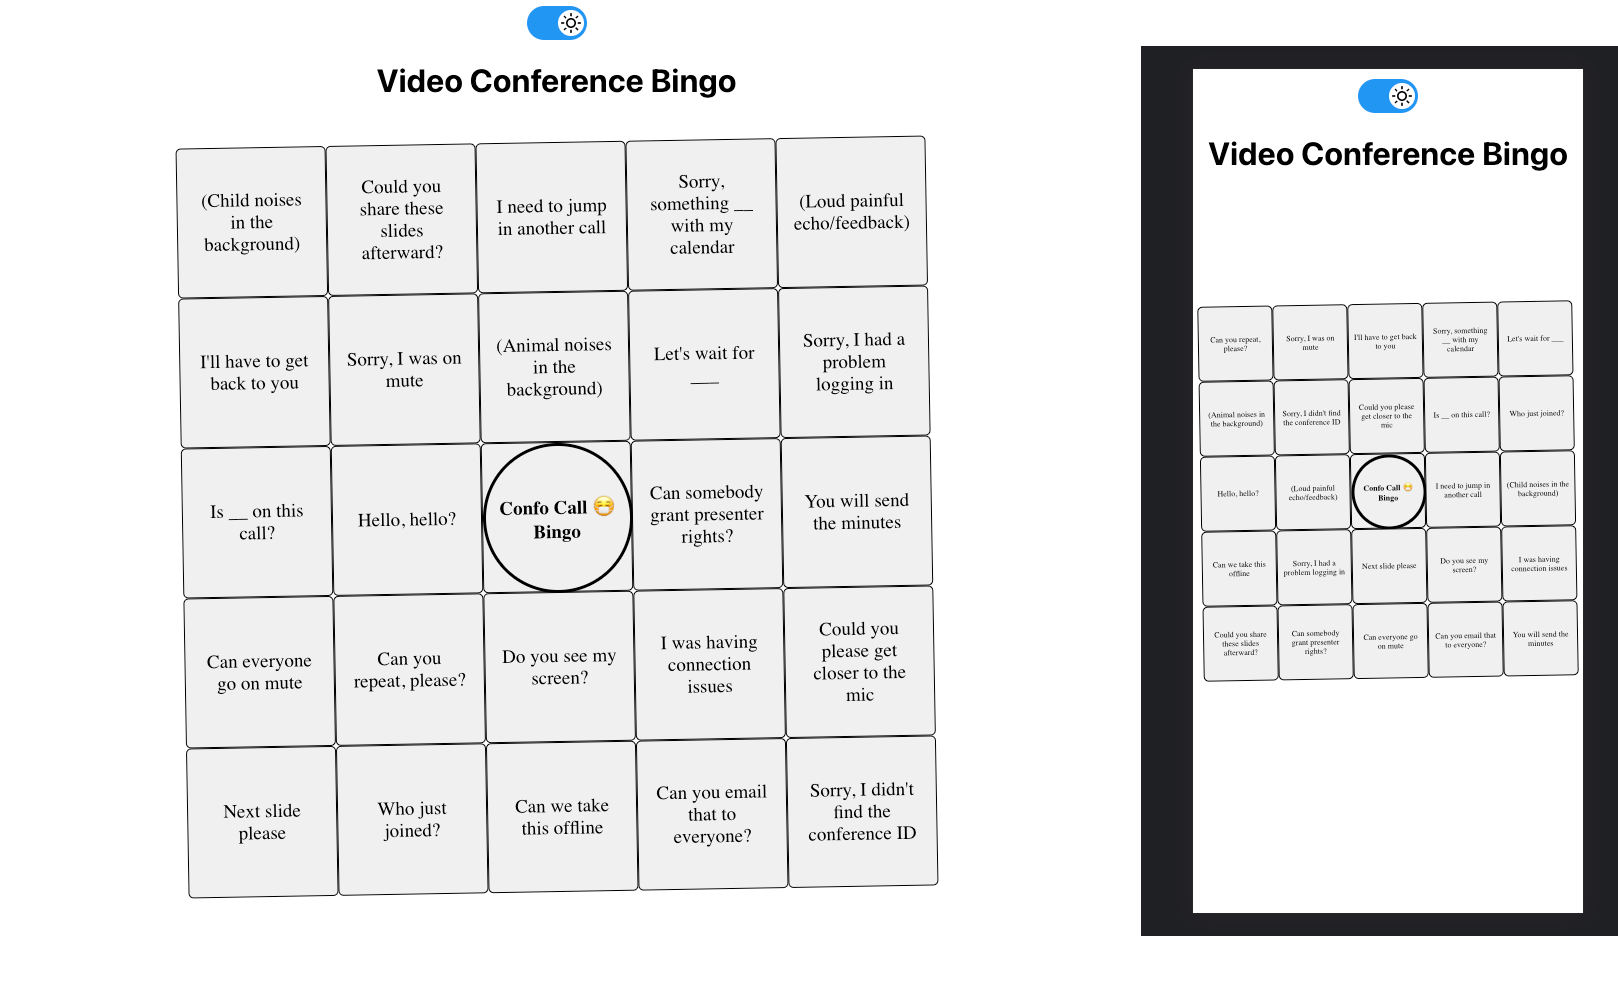 Video Conference Bingo
(Child noises
in the
background)
Could you
share these
slides
afterward?
I need to jump
in another call
Sorry,
something __
with my
calendar
(Loud painful
echo/feedback)
I'll have to get
back to you
Sorry, I was on
mute
(Animal noises
in the
background)
Let's wait for
___
Sorry, I had a
problem
logging in
Is __ on this
call?
Hello, hello?
Confo Call 😷
Bingo
Can somebody
grant presenter
rights?
You will send
the minutes
Can everyone
go on mute
Can you
repeat, please?
Do you see my
screen?
I was having
connection
issues
Could you
please get
closer to the
mic
Next slide
please
Who just
joined?
Can we take
this offline
Can you email
that to
everyone?
Sorry, I didn't
find the
conference ID
Video Conference Bingo
Can you repeat,
please?
Sorry, I was on
mute
I'll have to get back
to you
Sorry, something
__ with my
calendar
Let's wait for ___
(Animal noises in
the background)
Sorry, I didn't find
the conference ID
Could you please
get closer to the
mic
Is __ on this call?
Who just joined?
Hello, hello?
(Loud painful
echo/feedback)
Confo Call 😷
Bingo
I need to jump in
another call
(Child noises in the
background)
Can we take this
offline
Sorry, I had a
problem logging in
Next slide please
Do you see my
screen?
I was having
connection issues
Could you share
these slides
afterward?
Can somebody
grant presenter
rights?
Can everyone go
on mute
Can you email that
to everyone?
You will send the
minutes